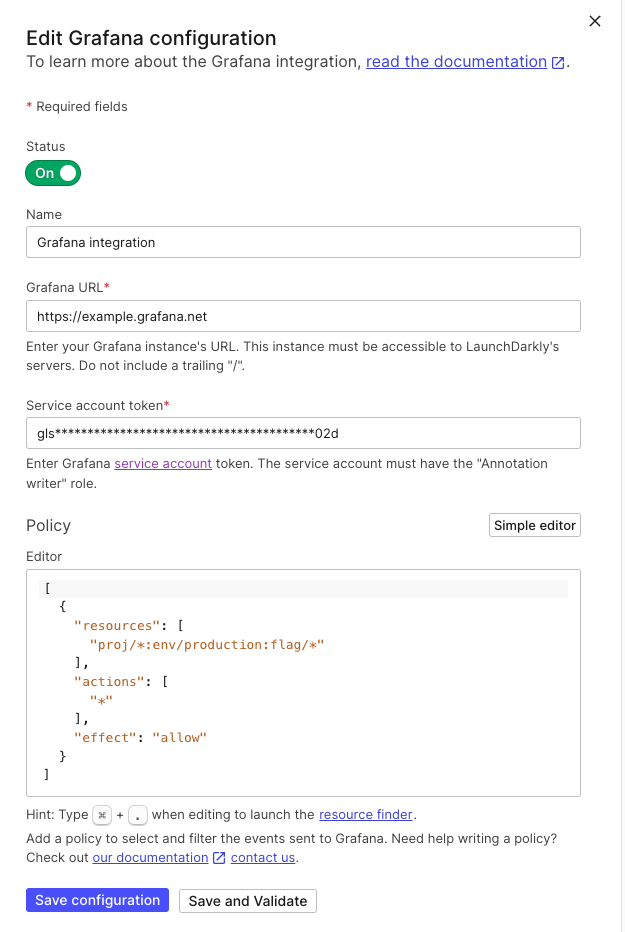 Edit Grafana configuration
To learn more about the Grafana integration, read the documentation.
* Required fields
Status
On
Name
Grafana integration
Grafana URL*
https://example.grafana.net
Enter your Grafana instance's URL. This instance must be accessible to LaunchDarkly's
servers. Do not include a trailing "/".
Service account token*
gls****************************************02d
Enter Grafana service account token. The service account must have the "Annotation
writer" role.
Policy
Simple editor
Editor
[
  {
    "resources": [
      "proj/*:env/production:flag/*"
    ],
    "actions": [
      "*"
    ],
    "effect": "allow"
  }
]
Hint: Type ⌘ + . when editing to launch the resource finder.
Add a policy to select and filter the events sent to Grafana. Need help writing a policy?
Check out our documentation contact us.
Save configuration
Save and Validate